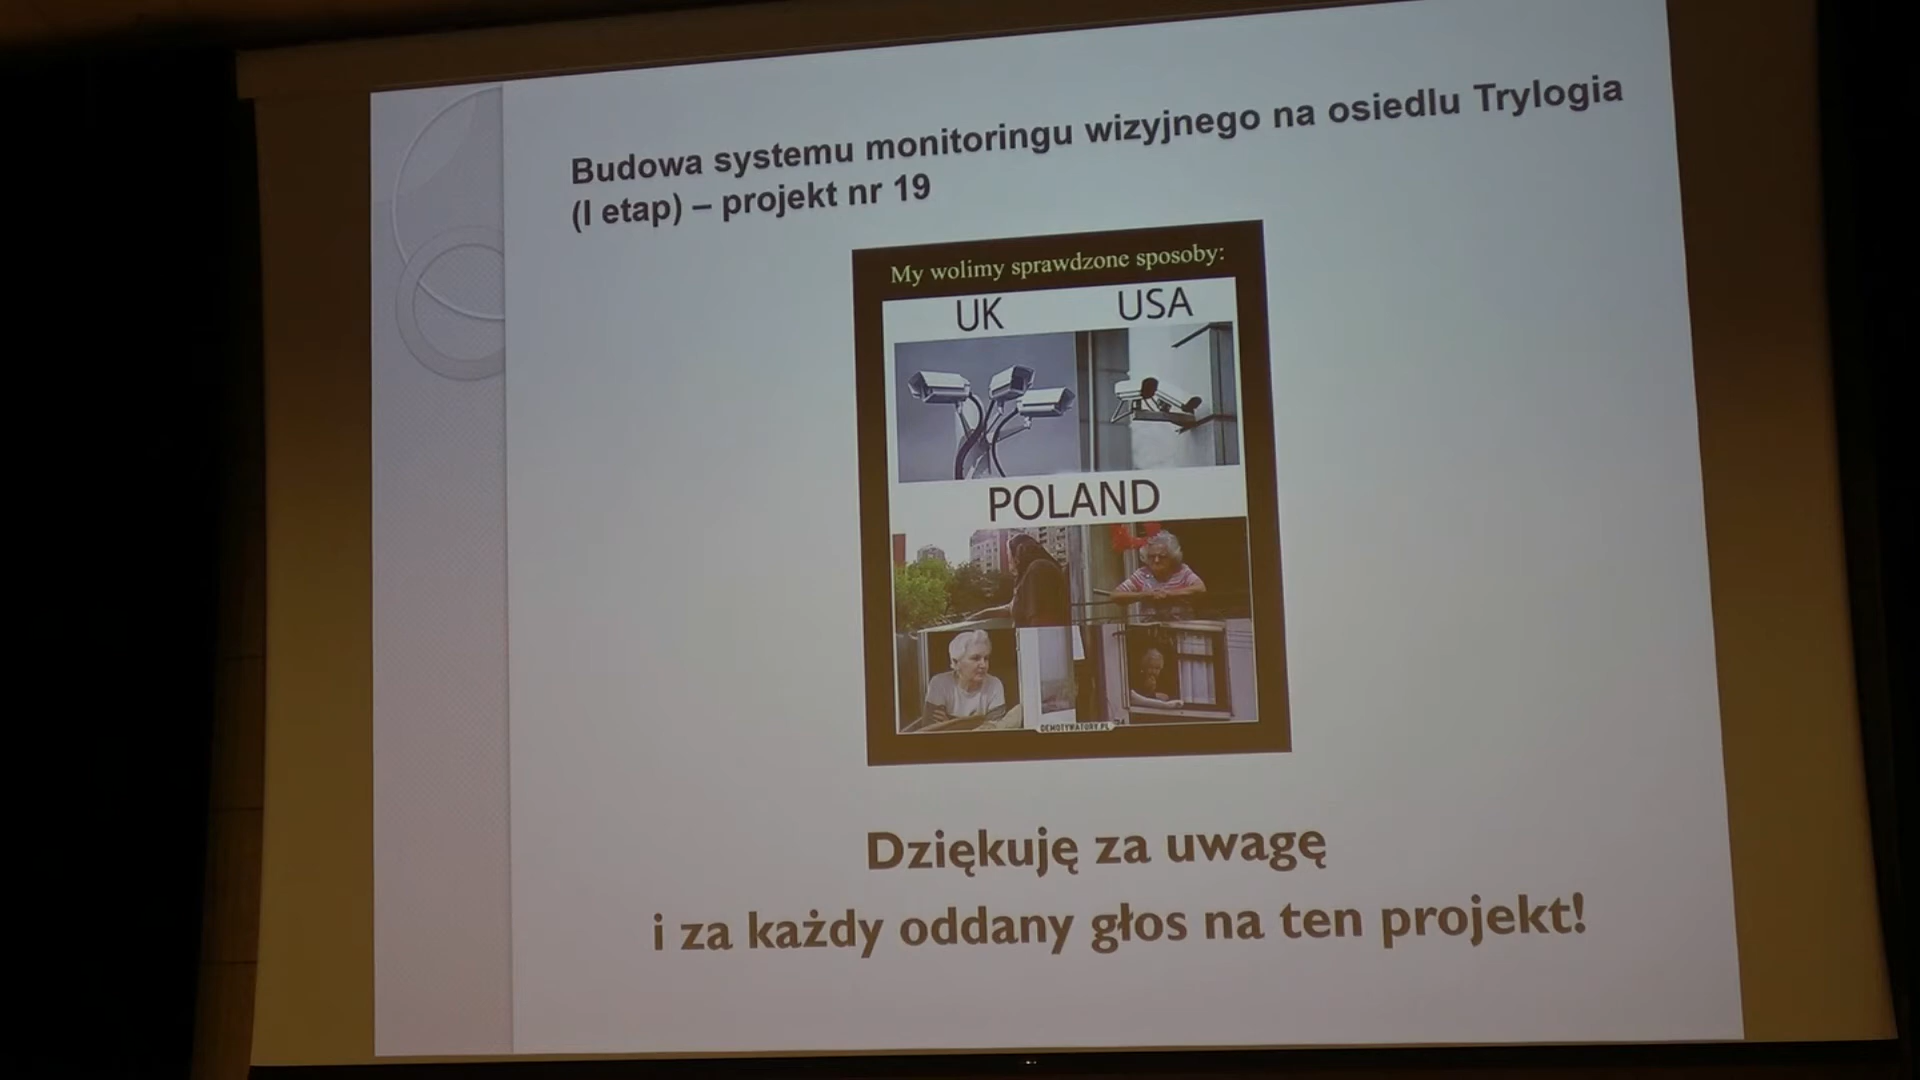 Budowa systemu monitoringu wizyjnego na osiedlu Trylogia
(I etap) – projekt nr 19
My wolimy sprawdzone sposoby:
UK USA
POLAND
DEMOTYWATORY.PL
Dziękuję za uwagę
i za każdy oddany głos na ten projekt!